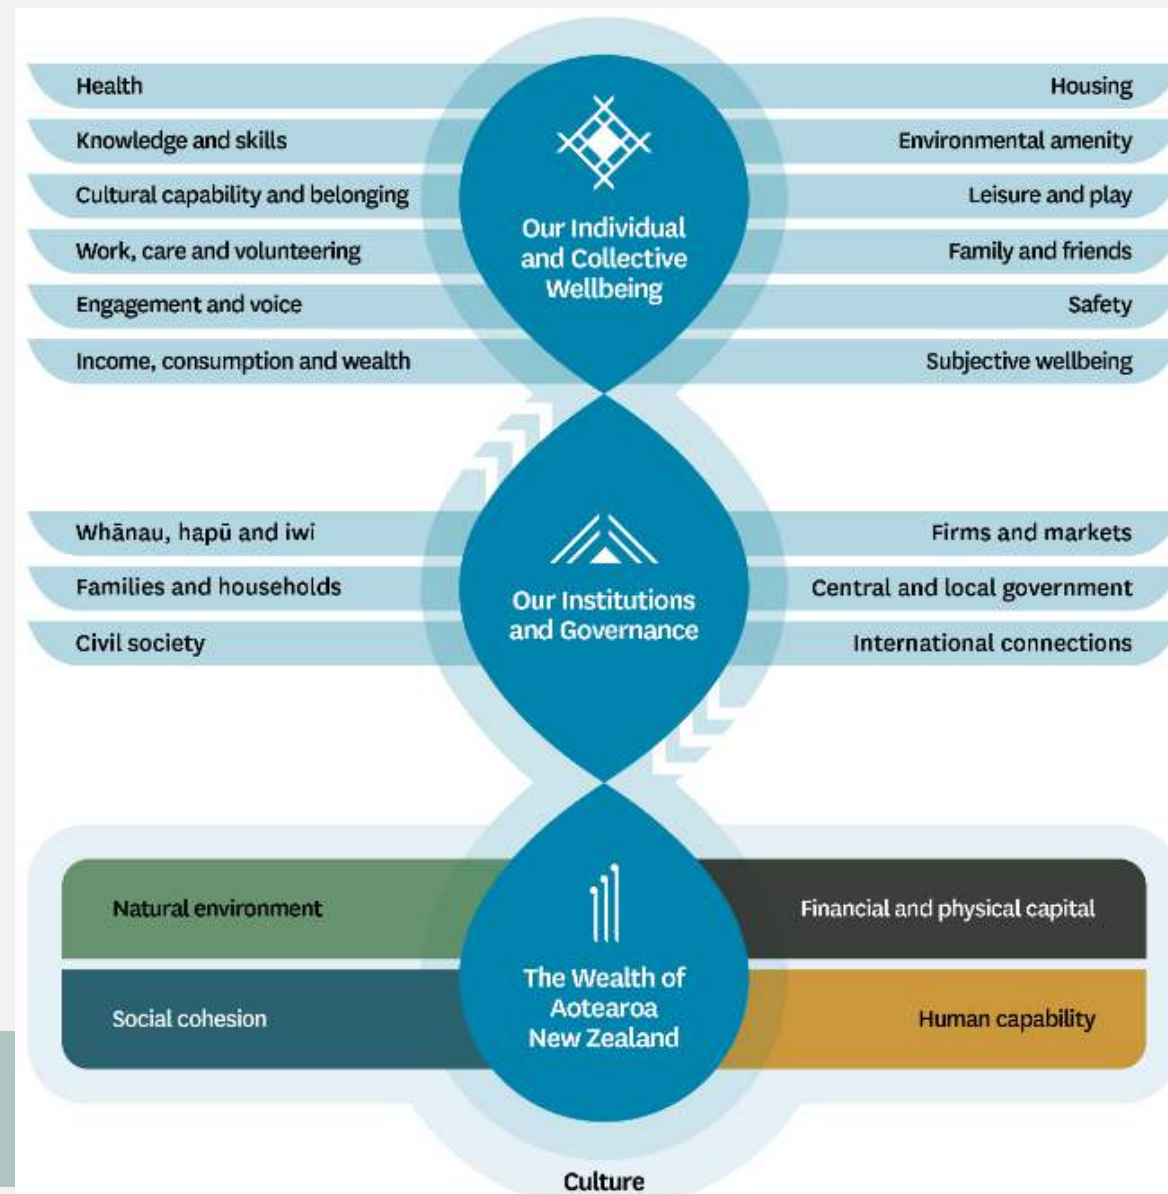 Health
Knowledge and skills
Cultural capability and belonging
Work, care and volunteering
Engagement and voice
Income, consumption and wealth
Our Individual
and Collective
Wellbeing
Housing
Environmental amenity
Leisure and play
Family and friends
Safety
Subjective wellbeing
Whānau, hapū and iwi
Families and households
Civil society
Our Institutions
and Governance
Firms and markets
Central and local government
International connections
Natural environment
Social cohesion
The Wealth of
Aotearoa
New Zealand
Financial and physical capital
Human capability
Culture